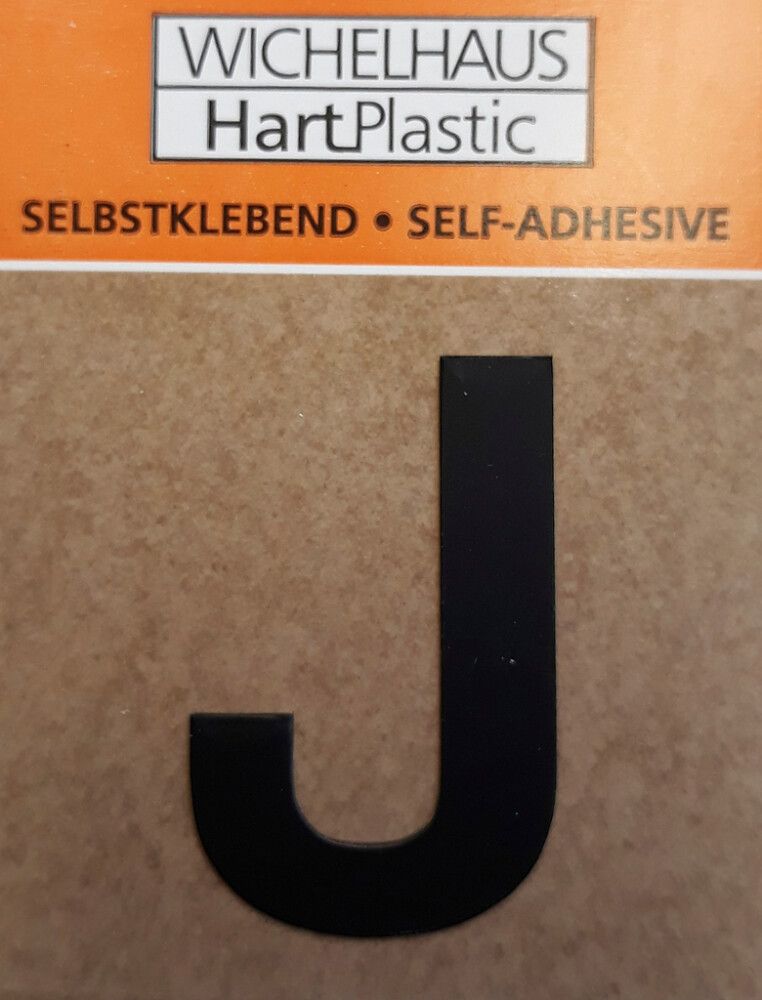 WICHELHAUS
HartPlastic
SELBSTKLEBEND • SELF-ADHESIVE
J